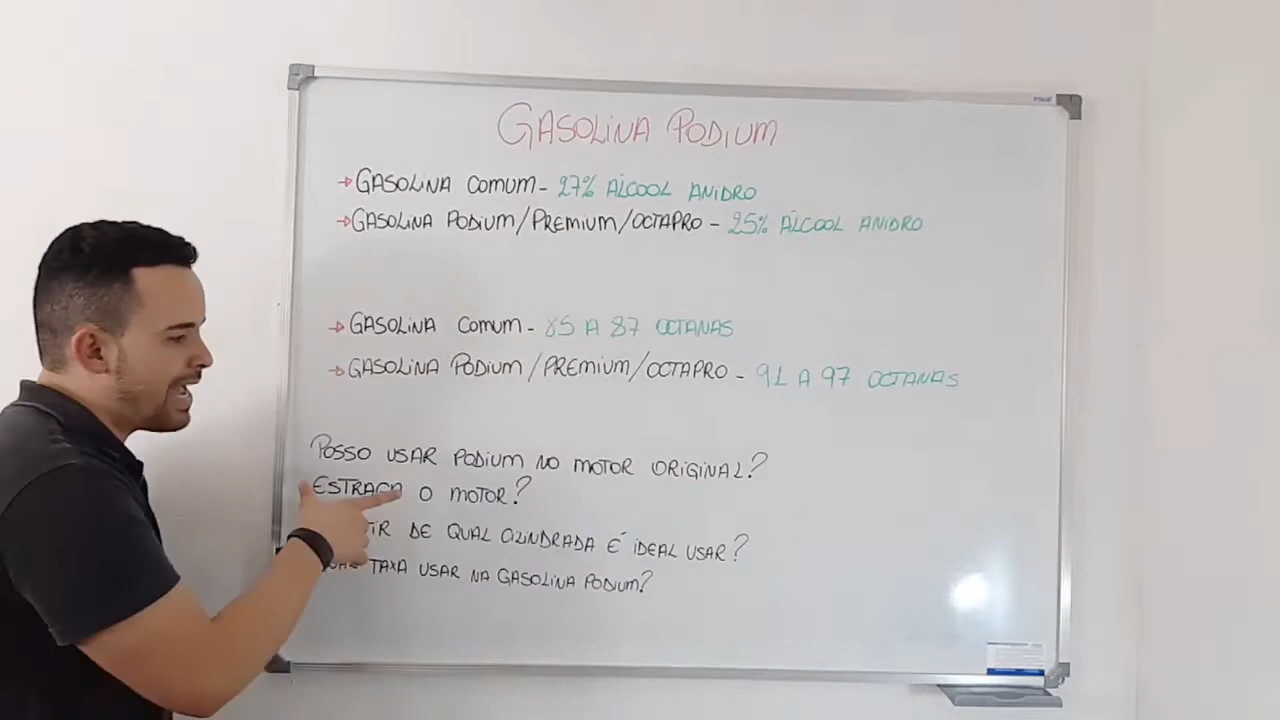 GASOLINA PODIUM
→GASOLINA COMUM - 27% ÁLCOOL ANIDRO
→GASOLINA PODIUM/PREMIUM/OCTAPRO - 25% ÁLCOOL ANIDRO
→GASOLINA COMUM - 85 A 87 OCTANAS
→GASOLINA PODIUM/PREMIUM/OCTAPRO - 91 A 97 OCTANAS
POSSO USAR PODIUM NO MOTOR ORIGINAL?
ESTRAGA O MOTOR?
DE QUAL CILINDRADA É IDEAL USAR?
TAXA USAR NA GASOLINA PODIUM?